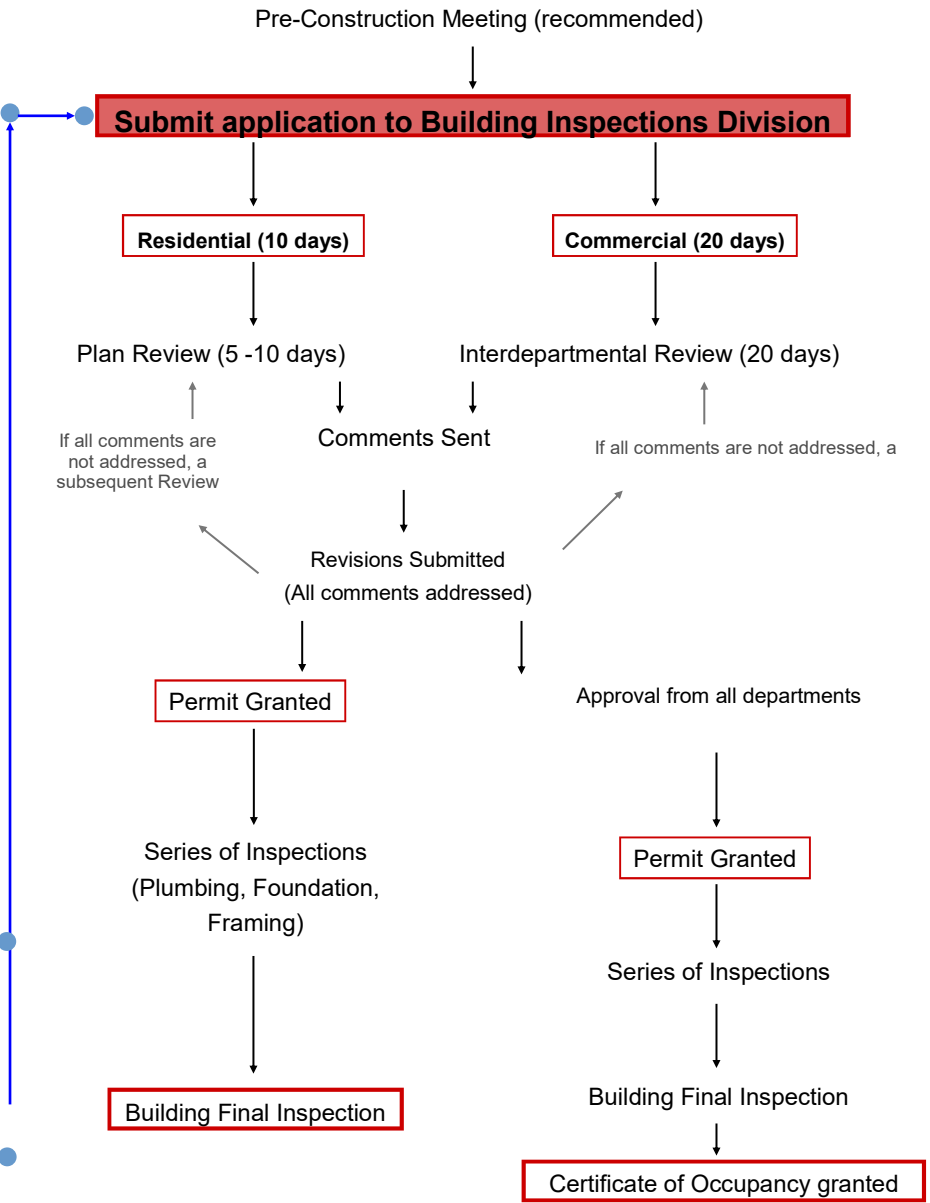 Pre-Construction Meeting (recommended)
Submit application to Building Inspections Division
Residential (10 days)
Commercial (20 days)
Plan Review (5 -10 days)
Interdepartmental Review (20 days)
If all comments are
not addressed, a
subsequent Review
Comments Sent
If all comments are not addressed, a
Revisions Submitted
(All comments addressed)
Permit Granted
Approval from all departments
Series of Inspections
(Plumbing, Foundation,
Framing)
Permit Granted
Series of Inspections
Building Final Inspection
Building Final Inspection
Certificate of Occupancy granted